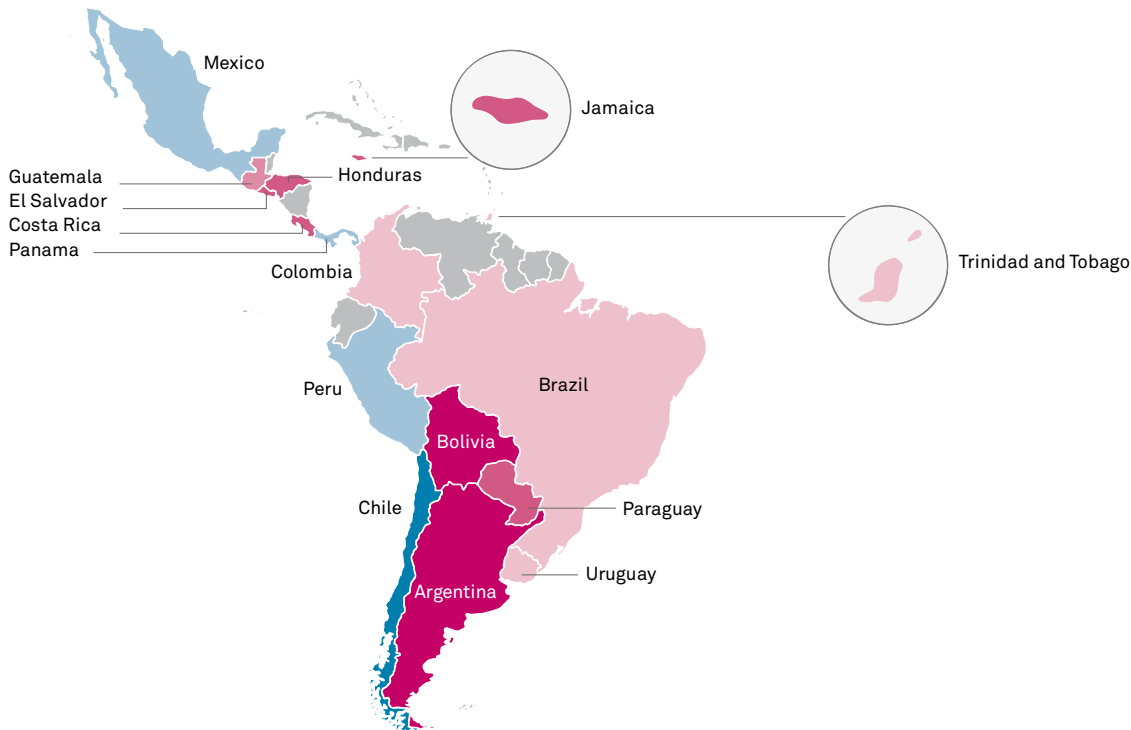 Mexico
Jamaica
Guatemala
Honduras
El Salvador
Costa Rica
Panama
Colombia
Trinidad and Tobago
Peru
Brazil
Bolivia
Chile
Paraguay
Uruguay
Argentina